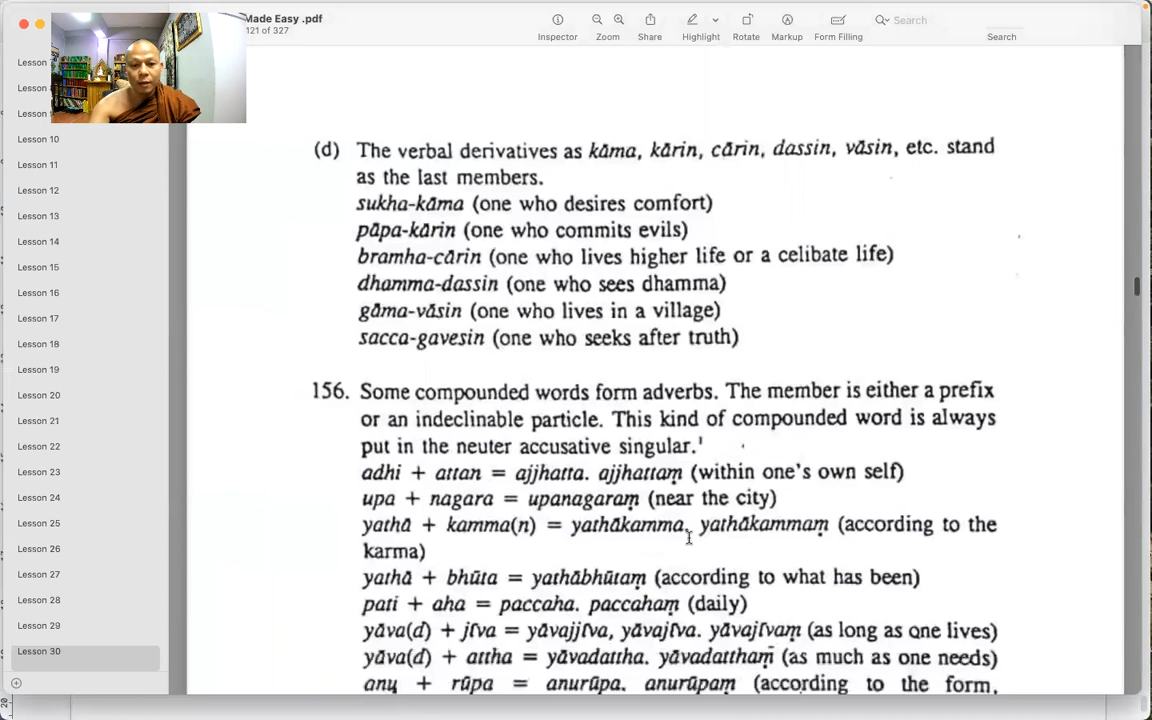 Made Easy .pdf
121 of 327
Inspector
Zoom
Share
Highlight
Rotate
Markup
Form Filling
Search
Search
Lesson
Lesson
Lesson
Lesson 10
Lesson 11
Lesson 12
Lesson 13
Lesson 14
Lesson 15
Lesson 16
Lesson 17
Lesson 18
Lesson 19
Lesson 20
Lesson 21
Lesson 22
Lesson 23
Lesson 24
Lesson 25
Lesson 26
Lesson 27
Lesson 28
Lesson 29
Lesson 30
(d) The verbal derivatives as kāma, kārin, cārin, dassin, vāsin, etc. stand
as the last members.
sukha-kāma (one who desires comfort)
pāpa-kārin (one who commits evils)
bramha-cārin (one who lives higher life or a celibate life)
dhamma-dassin (one who sees dhamma)
gāma-vāsin (one who lives in a village)
sacca-gavesin (one who seeks after truth)
156. Some compounded words form adverbs. The member is either a prefix
or an indeclinable particle. This kind of compounded word is always
put in the neuter accusative singular.¹
adhi + attan = ajjhatta. ajjhattaṃ (within one's own self)
upa + nagara = upanagaraṃ (near the city)
yathā + kamma(n) = yathākamma, yathākammaṃ (according to the
karma)
yathā + bhūta = yathābhūtaṃ (according to what has been)
pati + aha = paccaha. paccahaṃ (daily)
yāva(d) + jīva = yāvajjīva, yāvajīva. yāvajīvaṃ (as long as one lives)
yāva(d) + attha = yāvadattha. yāvadatthaṃ (as much as one needs)
anu + rūpa = anurūpa. anurūpaṃ (according to the form,